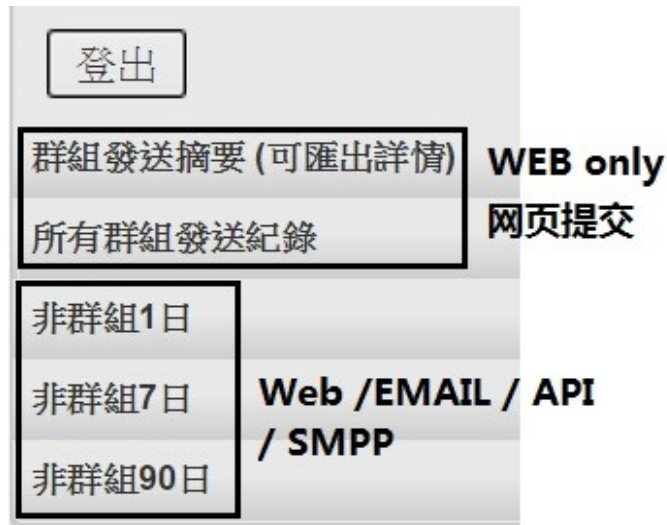 登出
群組發送摘要 (可匯出詳情)
WEB only
所有群組發送紀錄
网页提交
非群組1日
非群組7日
Web /EMAIL / API
/ SMPP
非群組90日